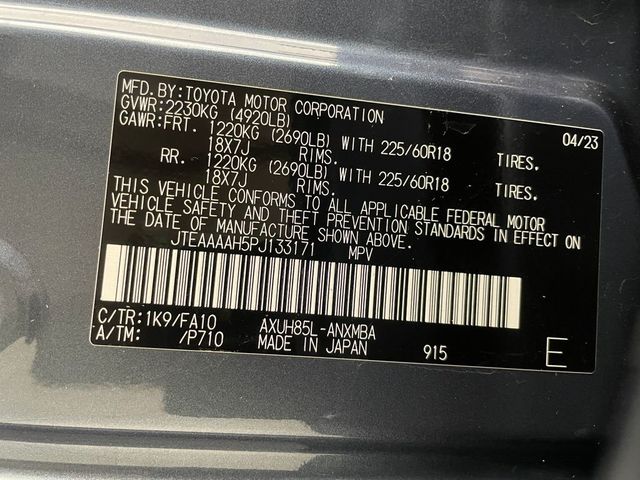 MFD. BY: TOYOTA MOTOR CORPORATION 04/23
GVWR: 2230KG (4920LB)
GAWR: FRT. 1220KG (2690LB) WITH 225/60R18 TIRES.
18X7J RIMS.
RR. 1220KG (2690LB) WITH 225/60R18 TIRES.
18X7J RIMS.
THIS VEHICLE CONFORMS TO ALL APPLICABLE FEDERAL MOTOR
VEHICLE SAFETY AND THEFT PREVENTION STANDARDS IN EFFECT ON
THE DATE OF MANUFACTURE SHOWN ABOVE.
JTEAAAAH5PJ133171 MPV
C/TR: 1K9/FA10 AXUH85L-ANXMBA
A/TM: /P710 MADE IN JAPAN 915 E